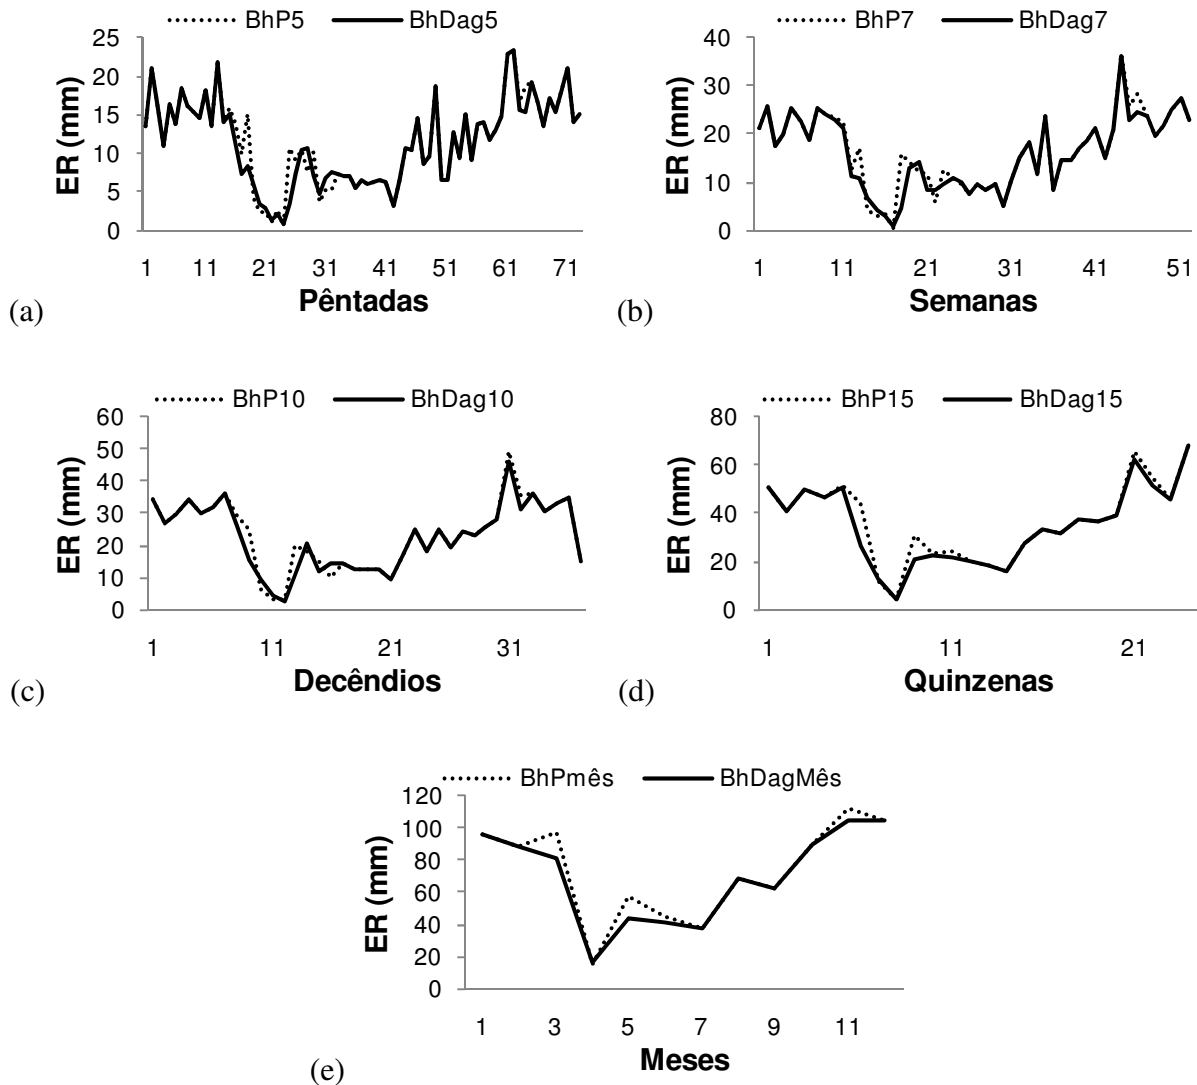 BhP5 BhDag5
25
20
15
10
5
0
ER (mm)
1 11 21 31 41 51 61 71
Pêntadas
(a)
BhP7 BhDag7
40
30
20
10
0
ER (mm)
1 11 21 31 41 51
Semanas
(b)
BhP10 BhDag10
60
50
40
30
20
10
0
ER (mm)
1 11 21 31
Decêndios
(c)
BhP15 BhDag15
80
60
40
20
0
ER (mm)
1 11 21
Quinzenas
(d)
BhPmês BhDagMês
120
100
80
60
40
20
0
ER (mm)
1 3 5 7 9 11
Meses
(e)